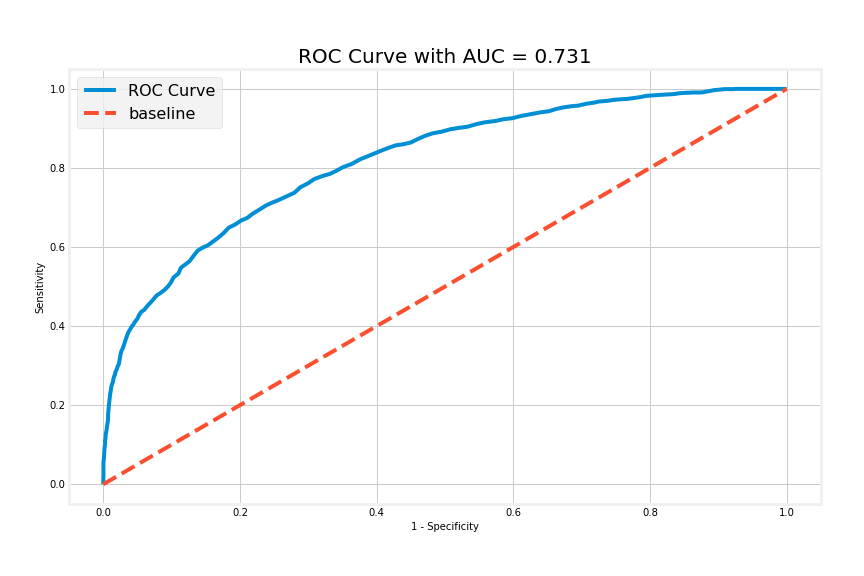 ROC Curve with AUC = 0.731
ROC Curve
baseline
1.0
0.8
0.6
0.4
0.2
0.0
Sensitivity
0.0 0.2 0.4 0.6 0.8 1.0
1 - Specificity